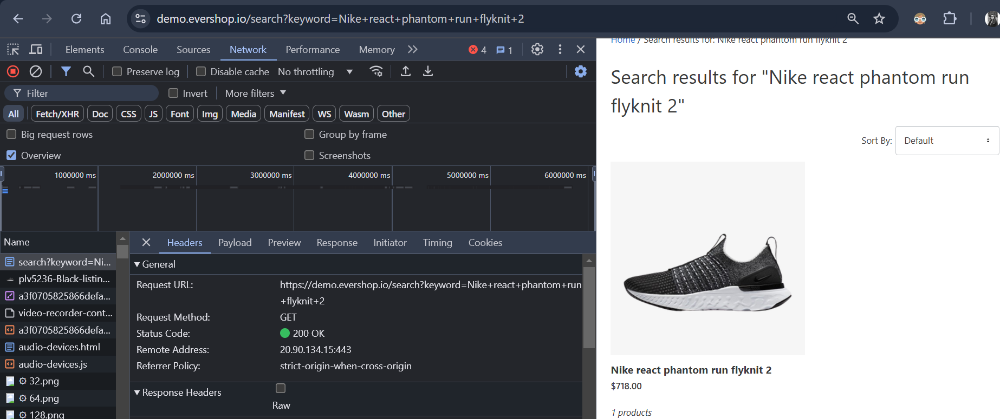 demo.evershop.io/search?keyword=Nike+react+phantom+run+flyknit+2
Elements Console Sources Network Performance Memory 4 1
Preserve log Disable cache No throttling
Filter Invert More filters
All Fetch/XHR Doc CSS JS Font Img Media Manifest WS Wasm Other
Big request rows Group by frame
Overview Screenshots
1000000 ms 2000000 ms 3000000 ms 4000000 ms 5000000 ms 6000000 ms
Name
search?keyword=Ni...
plv5236-Black-listin...
a3f0705825866defa...
video-recorder-cont...
a3f0705825866defa...
audio-devices.html
audio-devices.js
32.png
64.png
128.png
Headers Payload Preview Response Initiator Timing Cookies
General
Request URL: https://demo.evershop.io/search?keyword=Nike+react+phantom+run
+flyknit+2
Request Method: GET
Status Code: 200 OK
Remote Address: 20.90.134.15:443
Referrer Policy: strict-origin-when-cross-origin
Response Headers
Raw
Home / Search results for: Nike react phantom run flyknit 2
Search results for "Nike react phantom run
flyknit 2"
Sort By: Default
Nike react phantom run flyknit 2
$718.00
1 products